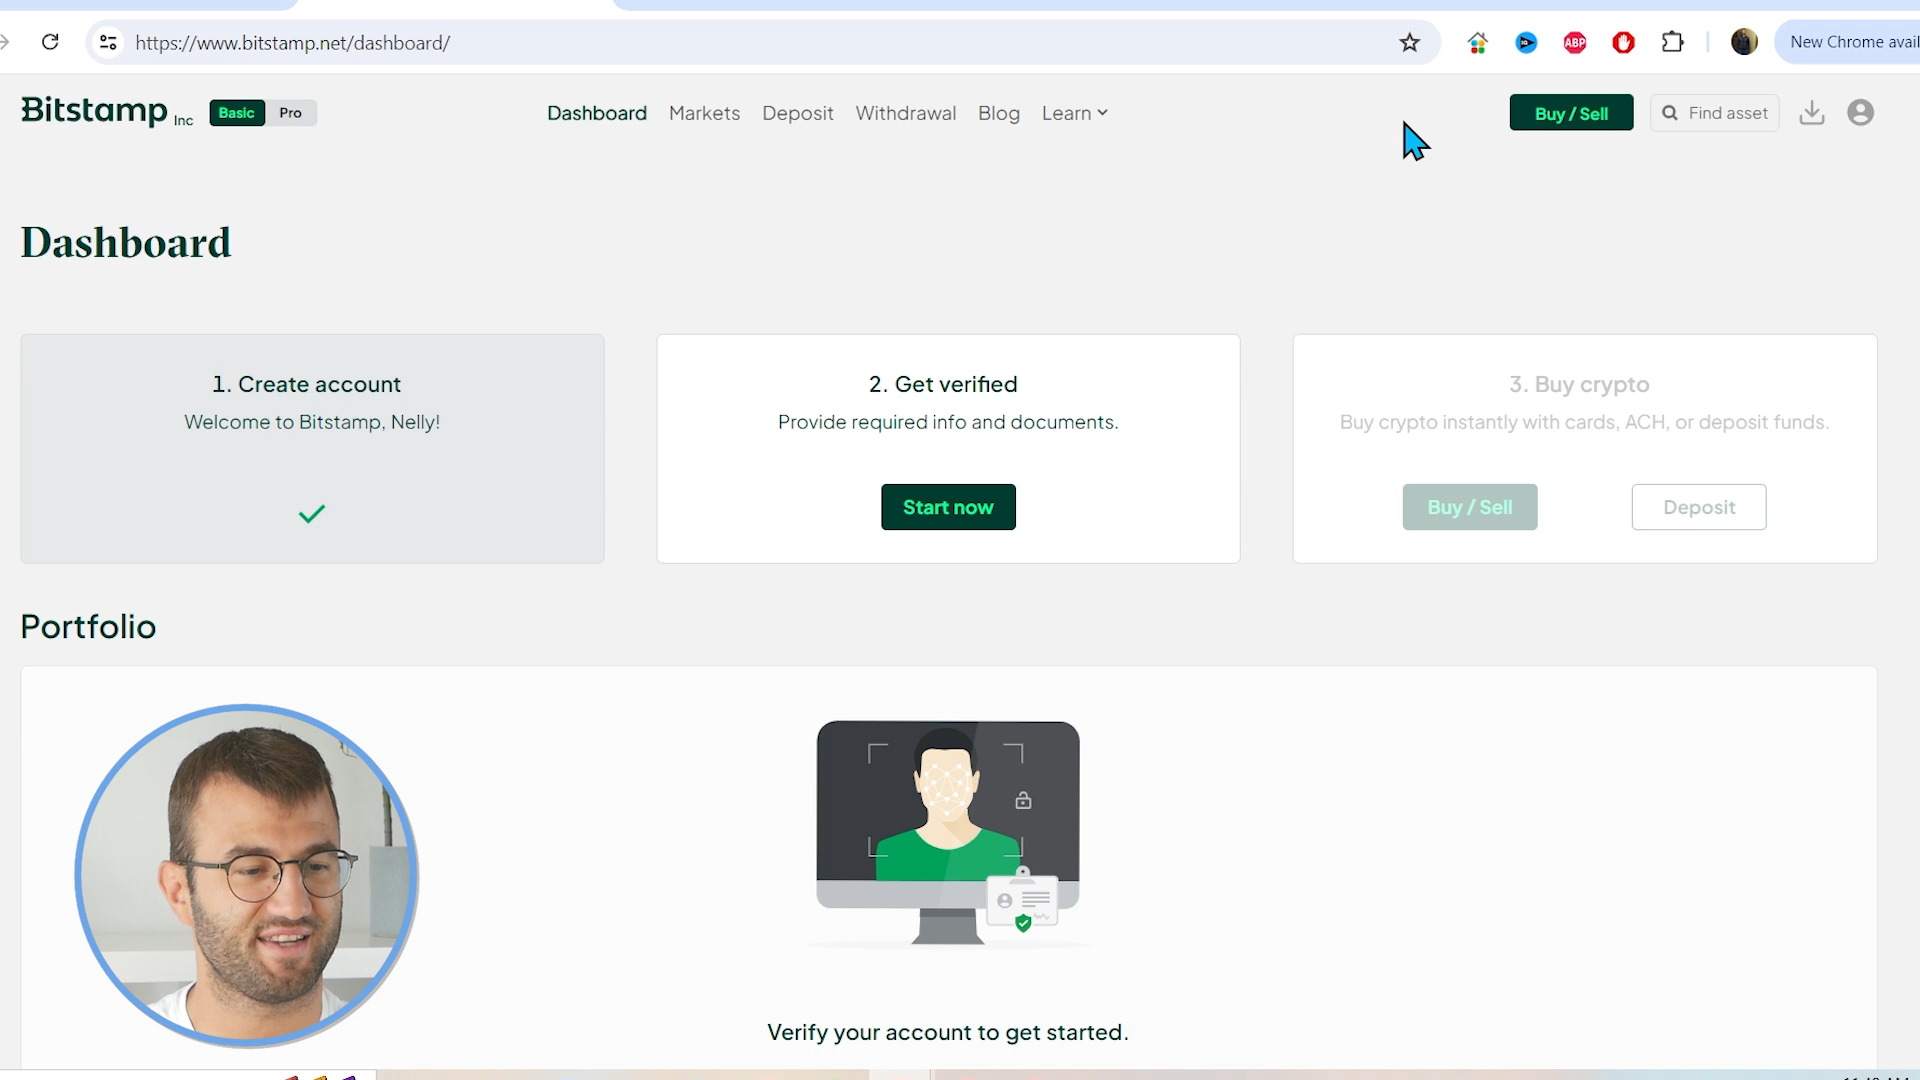 https://www.bitstamp.net/dashboard/
ABP
New Chrome avail
Bitstamp Inc
Basic
Pro
Dashboard
Markets
Deposit
Withdrawal
Blog
Learn
Buy / Sell
Find asset
Dashboard
1. Create account
Welcome to Bitstamp, Nelly!
2. Get verified
Provide required info and documents.
Start now
3. Buy crypto
Buy crypto instantly with cards, ACH, or deposit funds.
Buy / Sell
Deposit
Portfolio
Verify your account to get started.